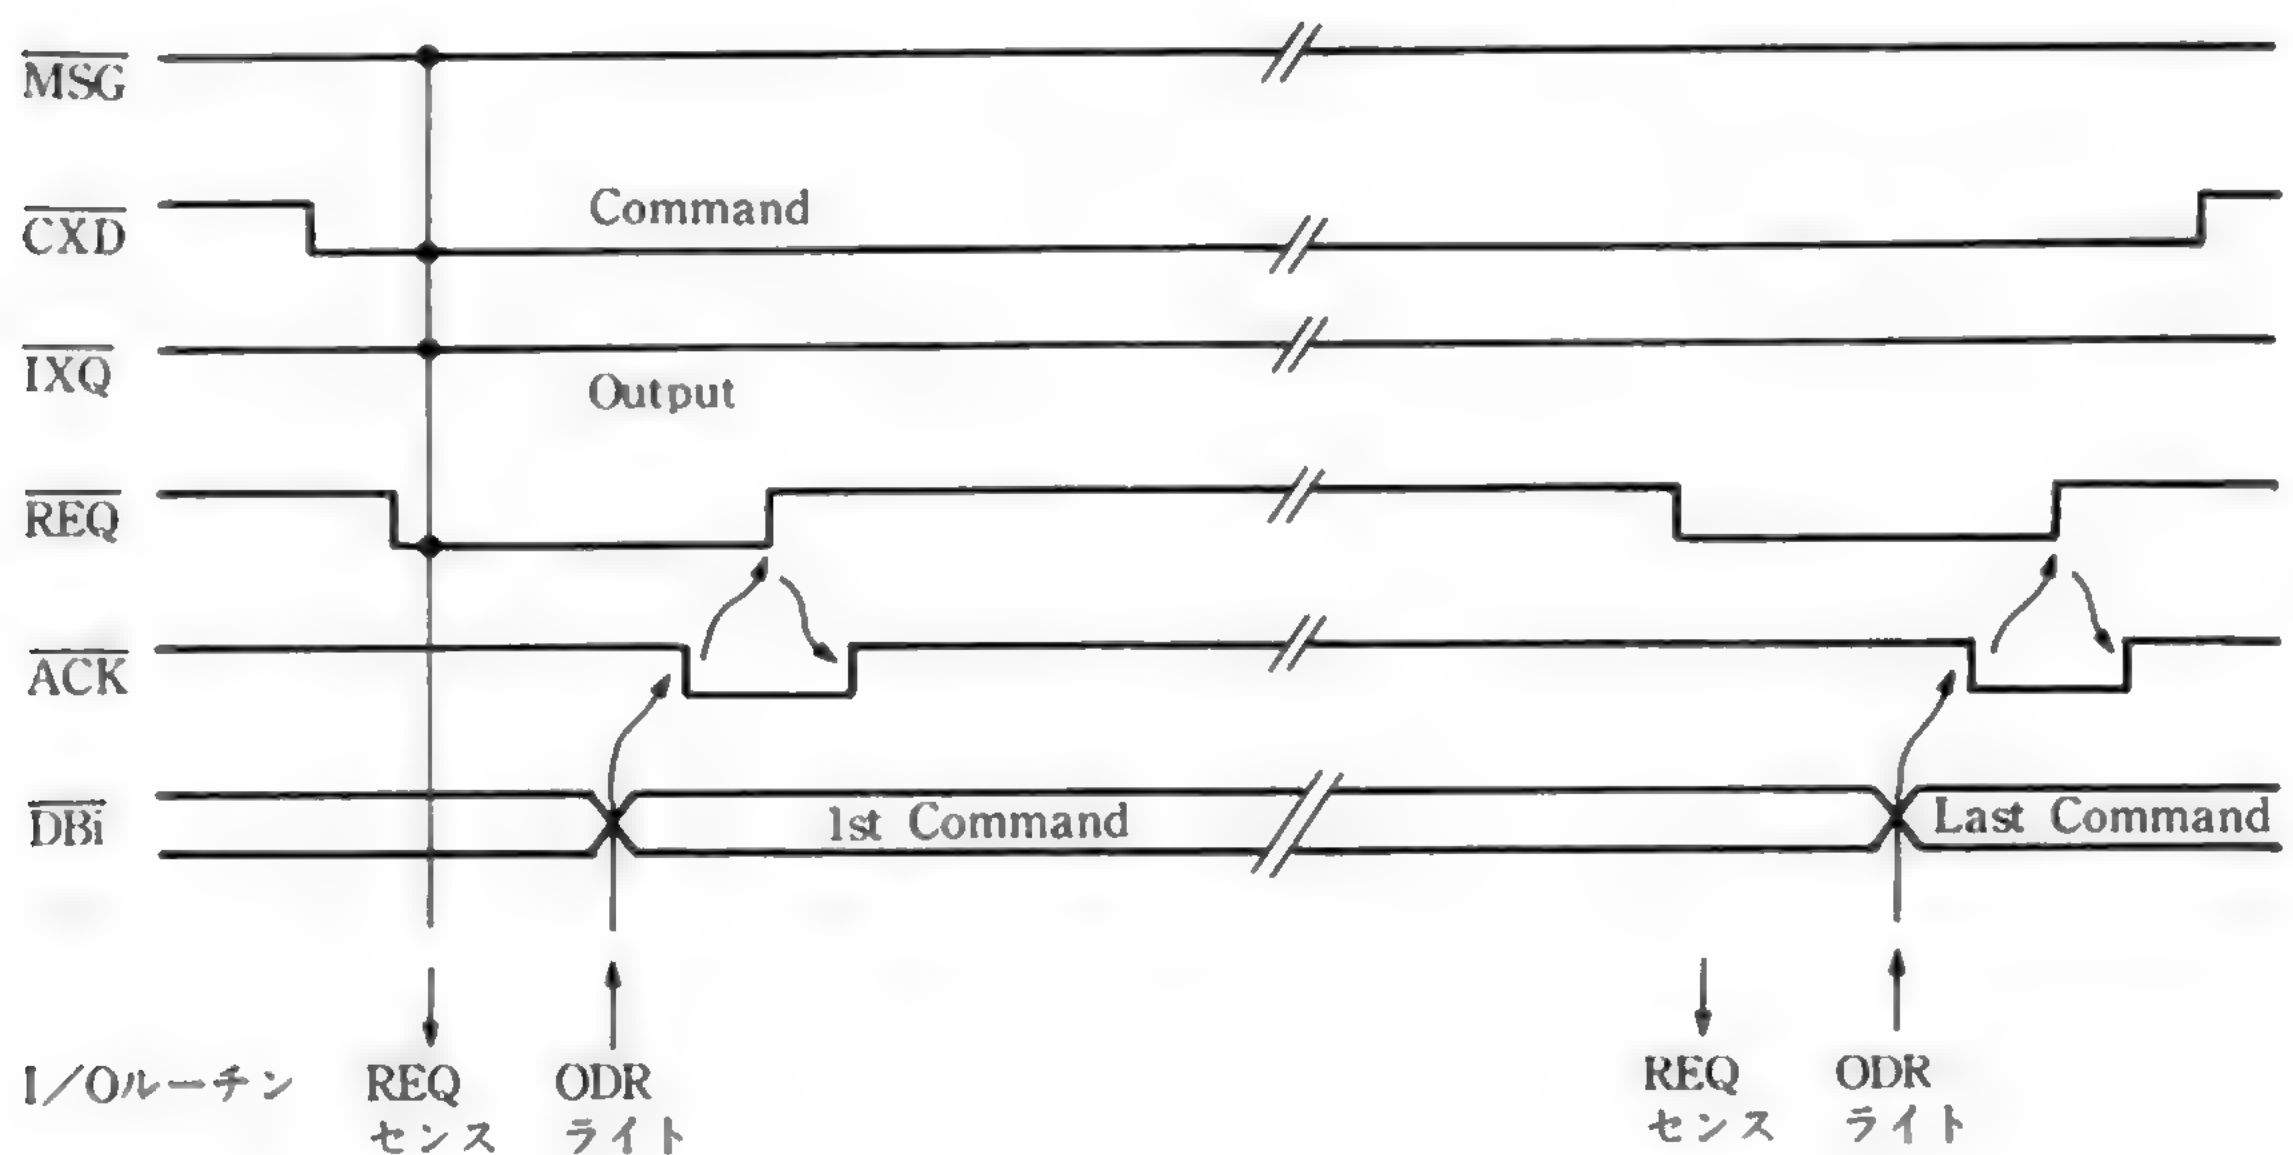 MSG
CXD
Command
IXO
Output
REQ
ACK
DBi
1st Command
Last Command
I/Oルーチン
REQ
センス
ODR
ライト
REQ
センス
ODR
ライト